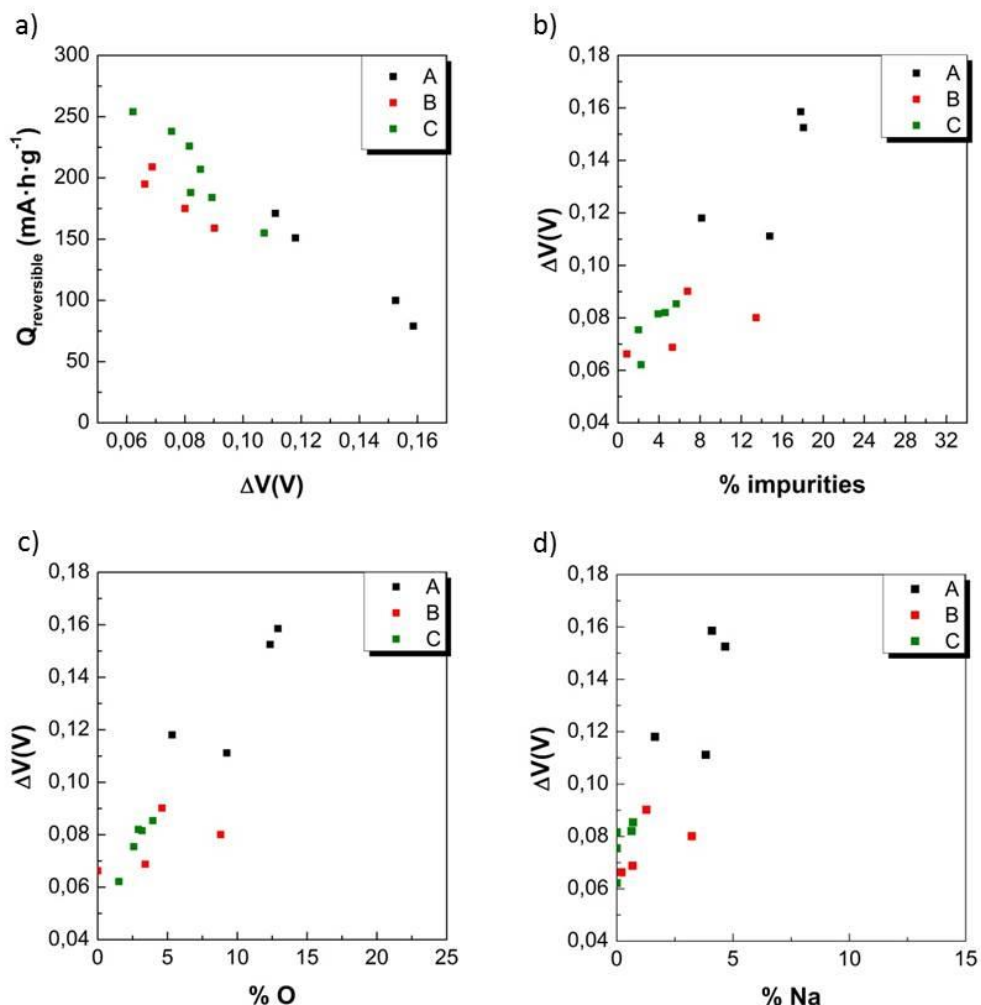 a)
300
250
200
150
100
50
0
Q reversible (mA·h·g-1)
0,06 0,08 0,10 0,12 0,14 0,16
ΔV(V)
A
B
C
b)
0,18
0,16
0,14
0,12
0,10
0,08
0,06
0,04
ΔV(V)
0 4 8 12 16 20 24 28 32
% impurities
A
B
C
c)
0,18
0,16
0,14
0,12
0,10
0,08
0,06
0,04
ΔV(V)
0 5 10 15 20 25
% O
A
B
C
d)
0,18
0,16
0,14
0,12
0,10
0,08
0,06
0,04
ΔV(V)
0 5 10 15
% Na
A
B
C